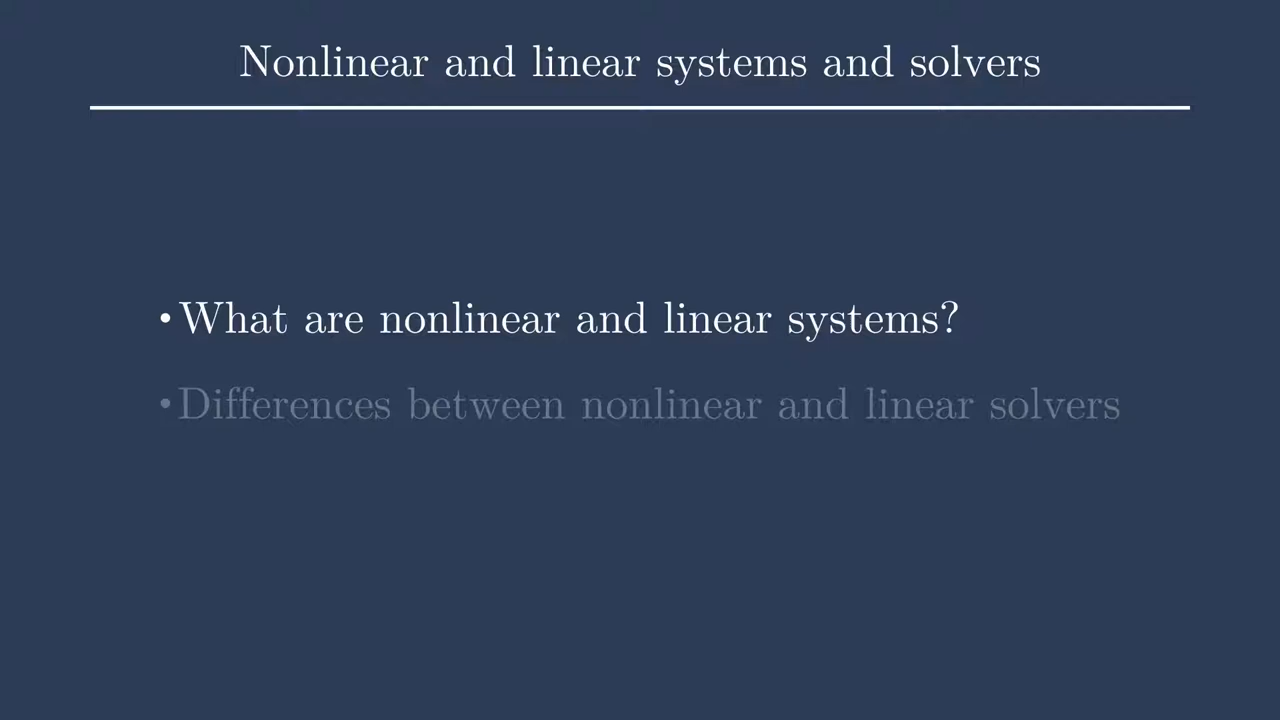 Nonlinear and linear systems and solvers
• What are nonlinear and linear systems?
• Differences between nonlinear and linear solvers